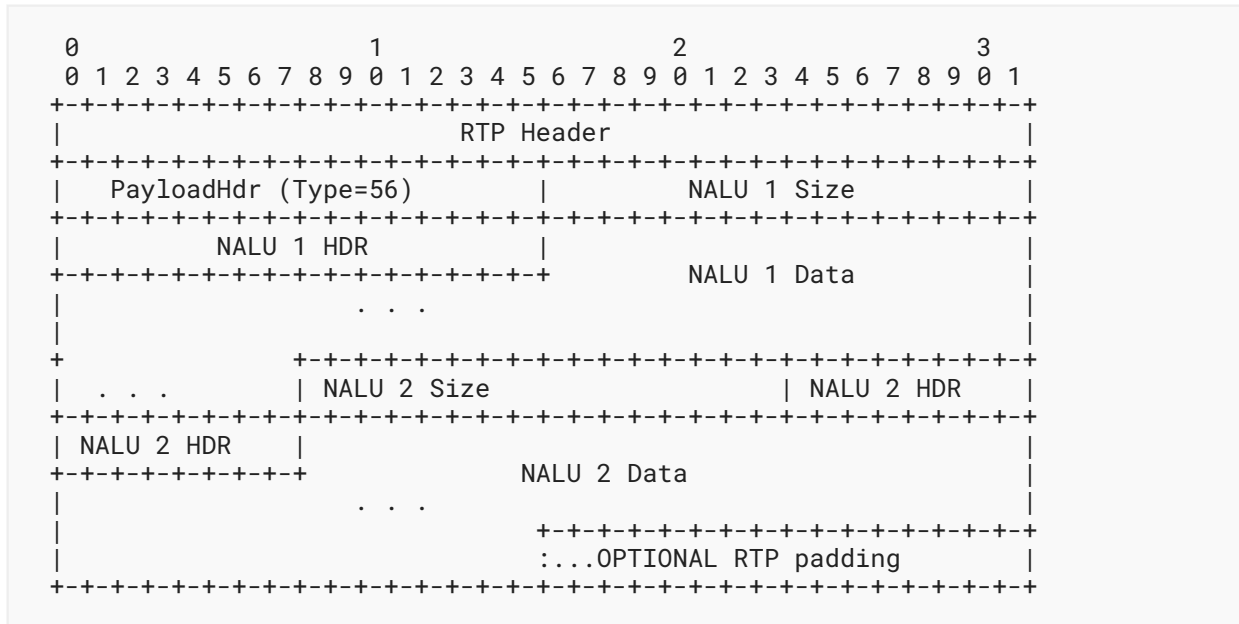 0                   1                   2                   3
 0 1 2 3 4 5 6 7 8 9 0 1 2 3 4 5 6 7 8 9 0 1 2 3 4 5 6 7 8 9 0 1
+-+-+-+-+-+-+-+-+-+-+-+-+-+-+-+-+-+-+-+-+-+-+-+-+-+-+-+-+-+-+-+-+
|                          RTP Header                           |
+-+-+-+-+-+-+-+-+-+-+-+-+-+-+-+-+-+-+-+-+-+-+-+-+-+-+-+-+-+-+-+-+
|   PayloadHdr (Type=56)        |         NALU 1 Size           |
+-+-+-+-+-+-+-+-+-+-+-+-+-+-+-+-+-+-+-+-+-+-+-+-+-+-+-+-+-+-+-+-+
|          NALU 1 HDR           |                               |
+-+-+-+-+-+-+-+-+-+-+-+-+-+-+-+-+         NALU 1 Data           |
|                   . . .                                       |
|                                                               |
+               +-+-+-+-+-+-+-+-+-+-+-+-+-+-+-+-+-+-+-+-+-+-+-+-+
|  . . .        | NALU 2 Size                   | NALU 2 HDR    |
+-+-+-+-+-+-+-+-+-+-+-+-+-+-+-+-+-+-+-+-+-+-+-+-+-+-+-+-+-+-+-+-+
| NALU 2 HDR    |                                               |
+-+-+-+-+-+-+-+-+              NALU 2 Data                      |
|                   . . .                                       |
|                               +-+-+-+-+-+-+-+-+-+-+-+-+-+-+-+-+
|                               :...OPTIONAL RTP padding        |
+-+-+-+-+-+-+-+-+-+-+-+-+-+-+-+-+-+-+-+-+-+-+-+-+-+-+-+-+-+-+-+-+